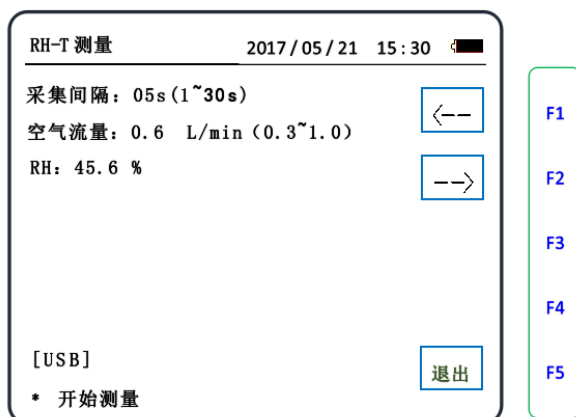 RH-T 测量 2017/05/21 15:30
采集间隔: 05s(1~30s)
<--
F1
空气流量: 0.6 L/min (0.3~1.0)
RH: 45.6 %
-->
F2
F3
F4
[USB]
退出
F5
* 开始测量